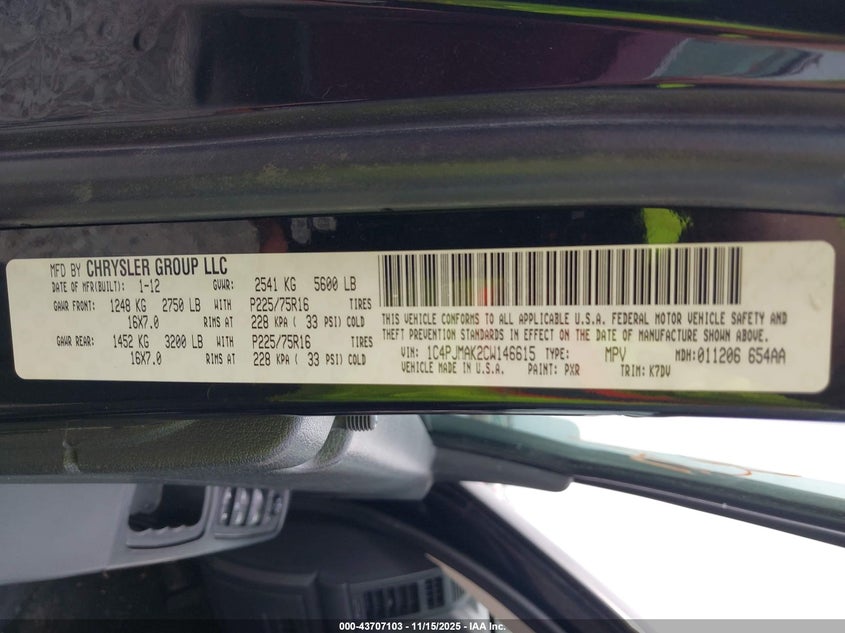 MFD BY CHRYSLER GROUP LLC
DATE OF MFR(BUILT): 1-12 GVWR: 2541 KG 5600 LB
GAWR FRONT: 1248 KG 2750 LB WITH P225/75R16 TIRES
16X7.0 RIMS AT 228 KPA ( 33 PSI) COLD
GAWR REAR: 1452 KG 3200 LB WITH P225/75R16 TIRES
16X7.0 RIMS AT 228 KPA ( 33 PSI) COLD
THIS VEHICLE CONFORMS TO ALL APPLICABLE U.S.A. FEDERAL MOTOR VEHICLE SAFETY AND
THEFT PREVENTION STANDARDS IN EFFECT ON THE DATE OF MANUFACTURE SHOWN ABOVE.
VIN: 1C4PJMAK2CW146615 TYPE: MPV MDH:011206 654AA
VEHICLE MADE IN U.S.A. PAINT: PXR TRIM: K7DV
000-43707103 — 11/15/2025 — IAA Inc.